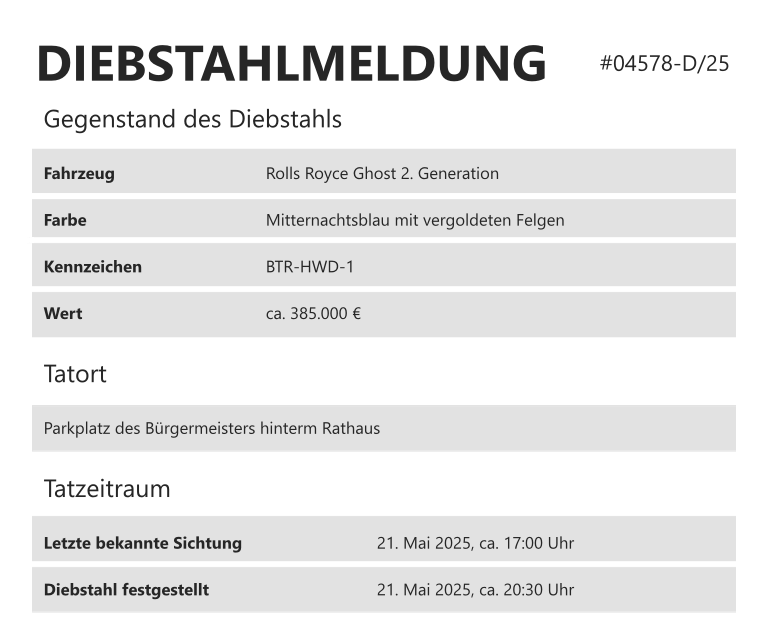 DIEBSTAHLMELDUNG #04578-D/25
Gegenstand des Diebstahls
Fahrzeug Rolls Royce Ghost 2. Generation
Farbe Mitternachtsblau mit vergoldeten Felgen
Kennzeichen BTR-HWD-1
Wert ca. 385.000 €
Tatort
Parkplatz des Bürgermeisters hinterm Rathaus
Tatzeitraum
Letzte bekannte Sichtung 21. Mai 2025, ca. 17:00 Uhr
Diebstahl festgestellt 21. Mai 2025, ca. 20:30 Uhr